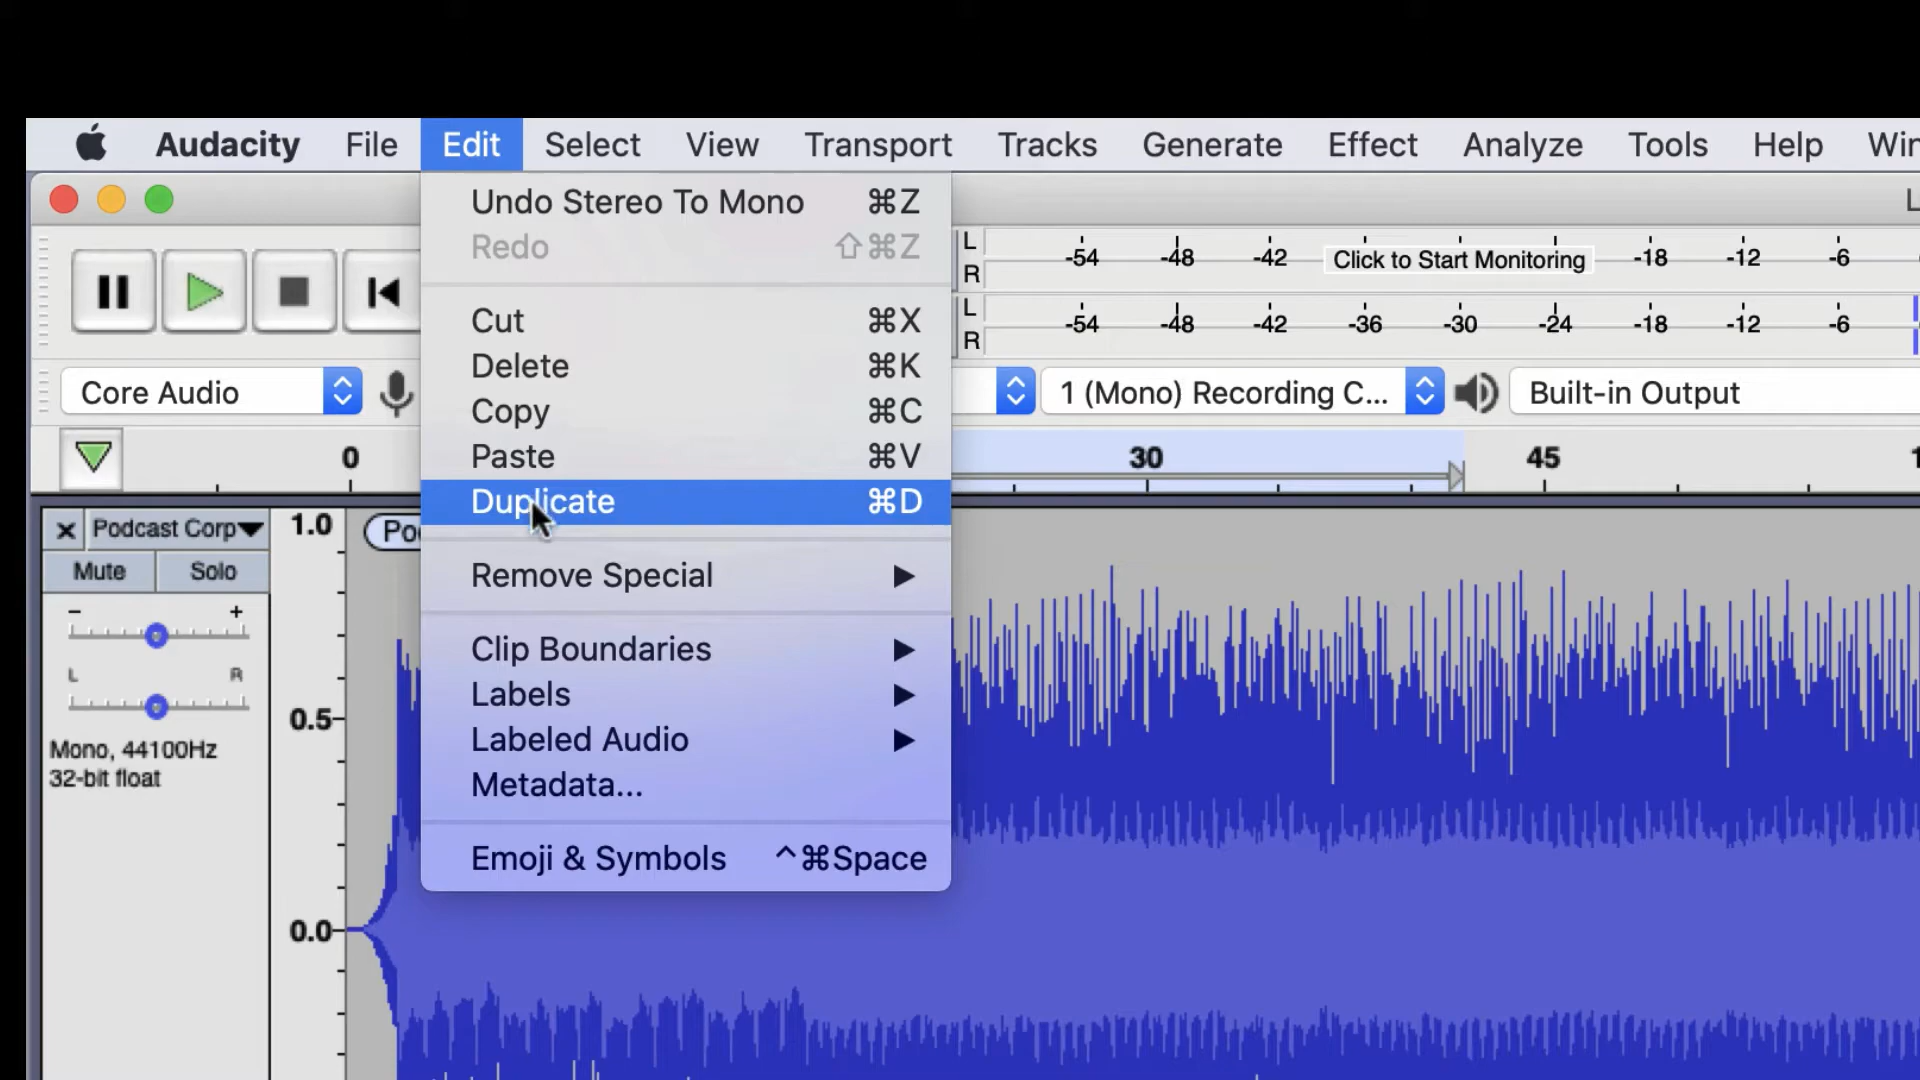 Audacity File Edit Select View Transport Tracks Generate Effect Analyze Tools Help
Undo Stereo To Mono ⌘Z
Redo ⇧⌘Z
Cut ⌘X
Delete ⌘K
Copy ⌘C
Paste ⌘V
Duplicate ⌘D
Remove Special
Clip Boundaries
Labels
Labeled Audio
Metadata...
Emoji & Symbols ^⌘Space
L
R
-54 -48 -42 Click to Start Monitoring -18 -12 -6
L
R
-54 -48 -42 -36 -30 -24 -18 -12 -6
Core Audio 1 (Mono) Recording C... Built-in Output
0 30 45
Podcast Corp 1.0
Mute Solo
- +
L R
0.5
Mono, 44100Hz
32-bit float
0.0